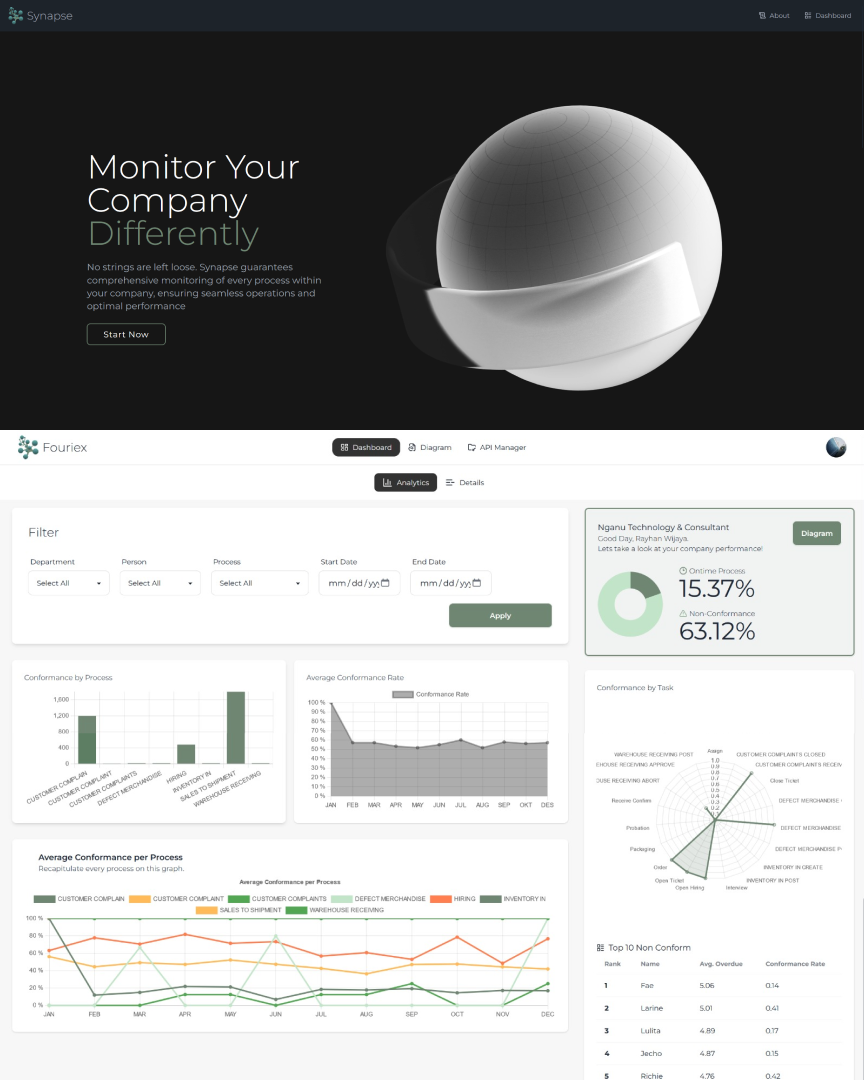 Synapse
About
Dashboard
Monitor Your
Company
Differently
No strings are left loose. Synapse guarantees
comprehensive monitoring of every process within
your company, ensuring seamless operations and
optimal performance
Start Now
Fouriex
Dashboard
Diagram
API Manager
Analytics
Details
Filter
Department
Person
Process
Start Date
End Date
Select All
Select All
Select All
mm/dd/yy
mm/dd/yy
Apply
Nganu Technology & Consultant
Good Day, Rayhan Wijaya.
Lets take a look at your company performance!
Diagram
Ontime Process
15.37%
Non-Conformance
63.12%
Conformance by Process
1,600
1,200
800
400
0
CUSTOMER COMPLAIN
CUSTOMER COMPLAINT
CUSTOMER COMPLAINTS
DEFECT MERCHANDISE
HIRING
INVENTORY IN
SALES TO SHIPMENT
WAREHOUSE RECEIVING
Average Conformance Rate
Conformance Rate
100 %
90 %
80 %
70 %
60 %
50 %
40 %
30 %
20 %
10 %
0 %
JAN FEB MAR APR MAY JUN JUL AUG SEP OKT DES
Conformance by Task
Assign
WAREHOUSE RECEIVING POST
CUSTOMER COMPLAINTS CLOSED
HOUSE RECEIVING APPROVE
CUSTOMER COMPLAINTS RECEIV
OUSE RECEIVING ABORT
Close Ticket
Receive Conform
DEFECT MERCHANDISE
Probation
DEFECT MERCHANDISE
Packaging
DEFECT MERCHANDISE P
Order
INVENTORY IN CREATE
Open Ticket
INVENTORY IN POST
Open Hiring
Interview
1.0
0.9
0.8
0.7
0.6
0.5
0.4
0.3
0.2
Average Conformance per Process
Recapitulate every process on this graph.
Average Conformance per Process
CUSTOMER COMPLAIN
CUSTOMER COMPLAINT
CUSTOMER COMPLAINTS
DEFECT MERCHANDISE
HIRING
INVENTORY IN
SALES TO SHIPMENT
WAREHOUSE RECEIVING
100 %
80 %
60 %
40 %
20 %
0 %
JAN FEB MAR APR MAY JUN JUL AUG SEP OCT NOV DEC
Top 10 Non Conform
Rank Name Avg. Overdue Conformance Rate
1 Fae 5.06 0.14
2 Larine 5.01 0.41
3 Lulita 4.89 0.17
4 Jecho 4.87 0.15
5 Richie 4.76 0.42